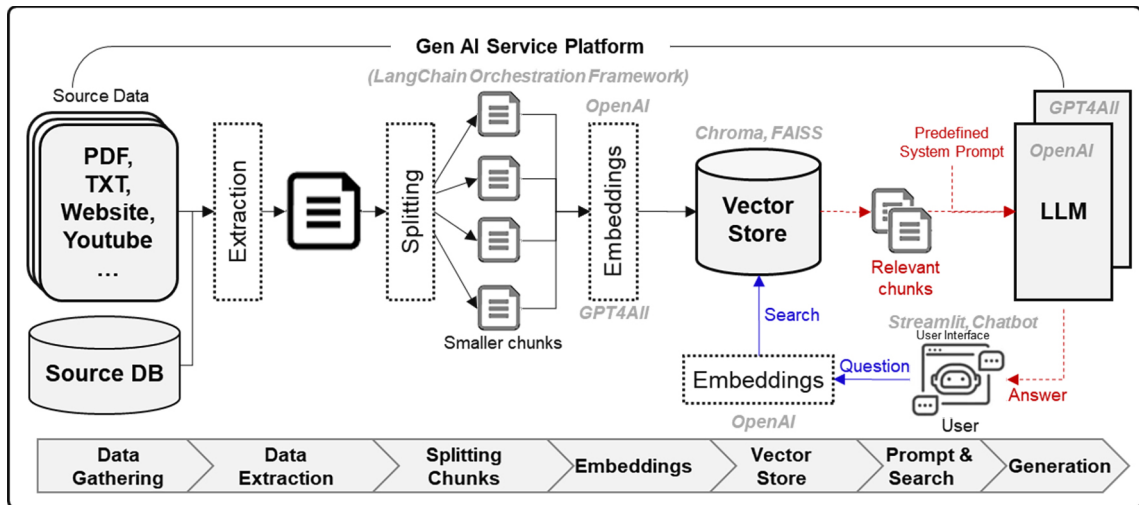 Gen AI Service Platform
(LangChain Orchestration Framework)
Source Data
PDF,
TXT,
Website,
Youtube
...
Source DB
Extraction
Splitting
Smaller chunks
OpenAI
Embeddings
GPT4All
Chroma, FAISS
Vector
Store
Search
Embeddings
OpenAI
Question
Predefined
System Prompt
Relevant
chunks
GPT4All
OpenAI
LLM
Streamlit, Chatbot
User Interface
User
Answer
Data
Gathering
Data
Extraction
Splitting
Chunks
Embeddings
Vector
Store
Prompt &
Search
Generation